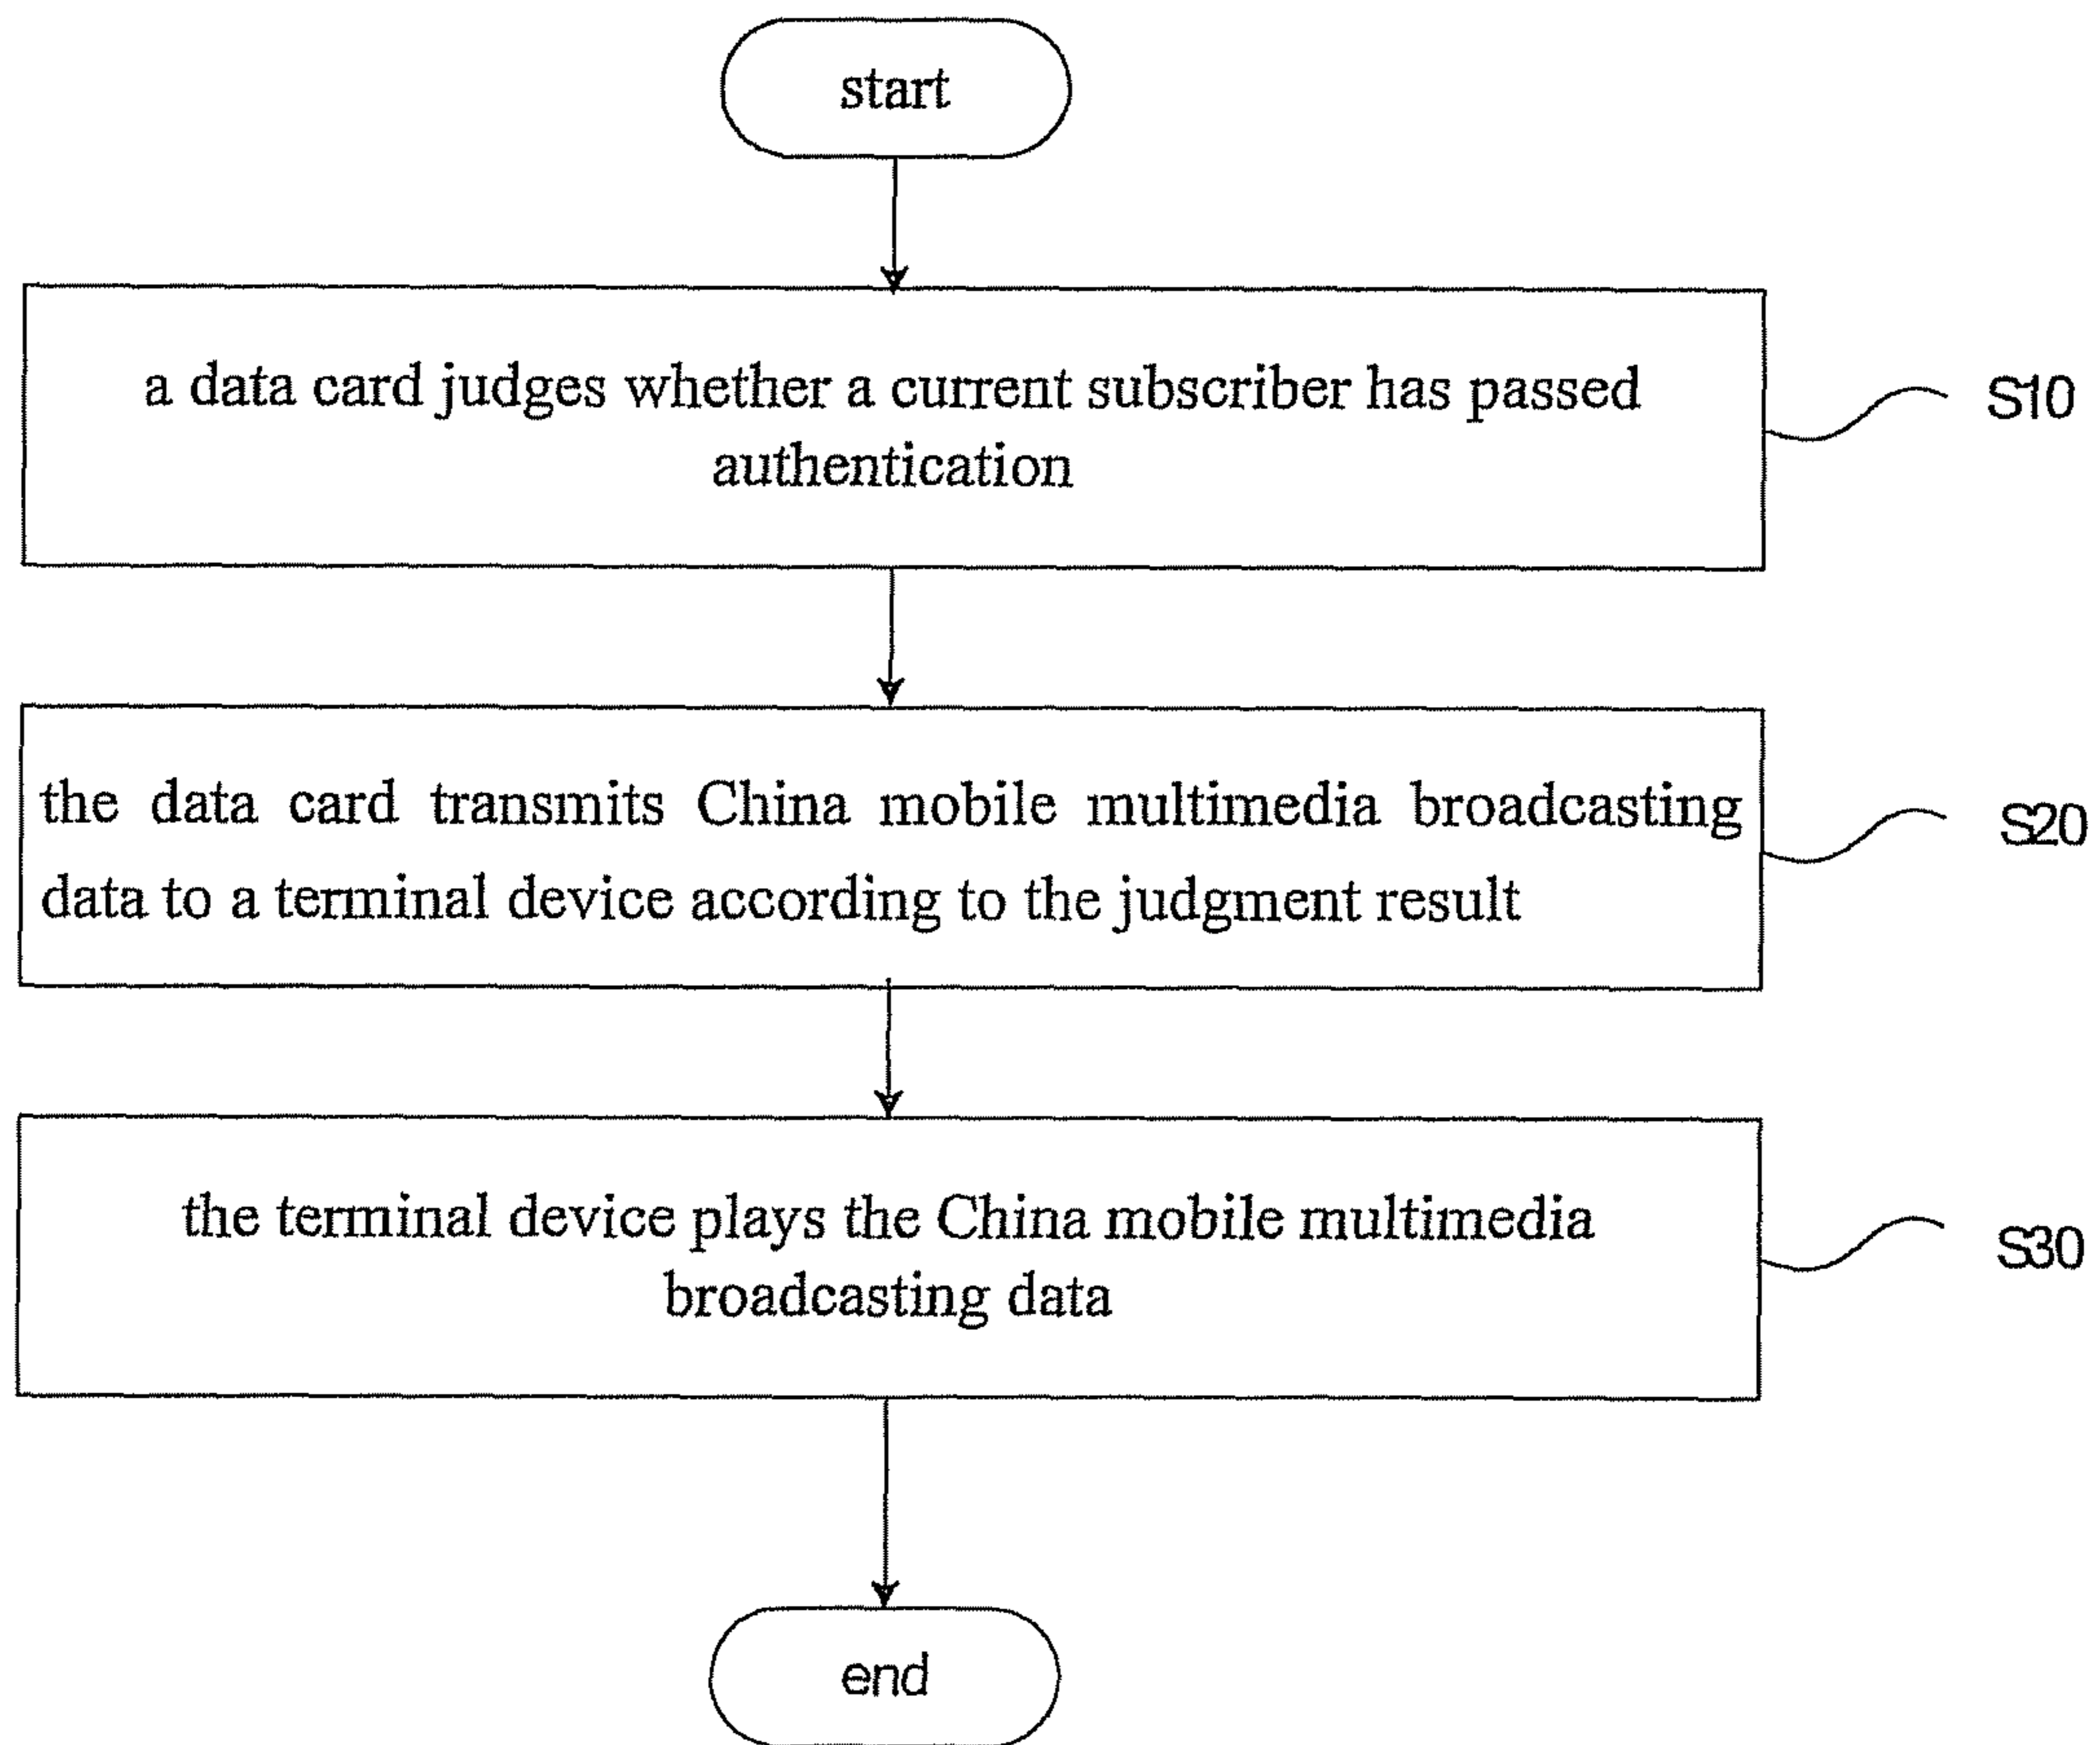 start
a data card judges whether a current subscriber has passed
authentication
S10
the data card transmits China mobile multimedia broadcasting
data to a terminal device according to the judgment result
S20
the terminal device plays the China mobile multimedia
broadcasting data
S30
end